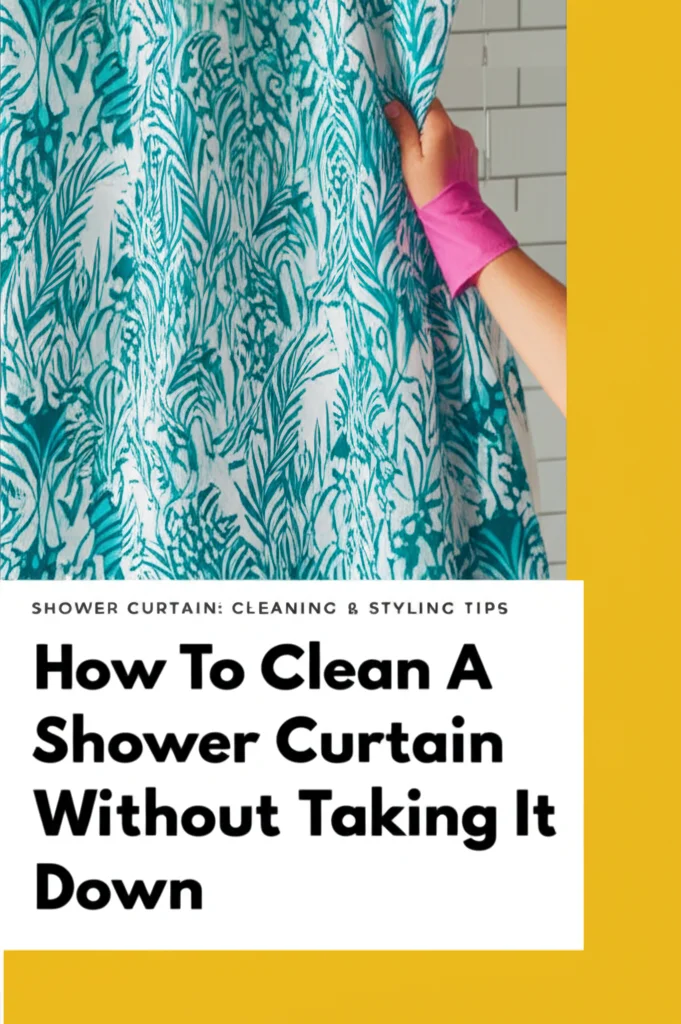 SHOWER CURTAIN: CLEANING & STYLING TIPS
How To Clean A
Shower Curtain
Without Taking It
Down